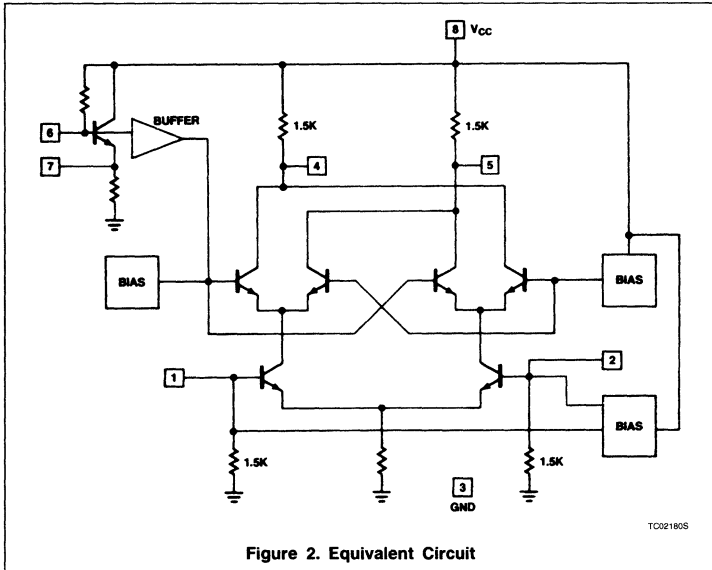 8 VCC
BUFFER
1.5K
1.5K
6
7
4
5
BIAS
BIAS
1
2
BIAS
1.5K
1.5K
3
GND
TC02180S
Figure 2. Equivalent Circuit